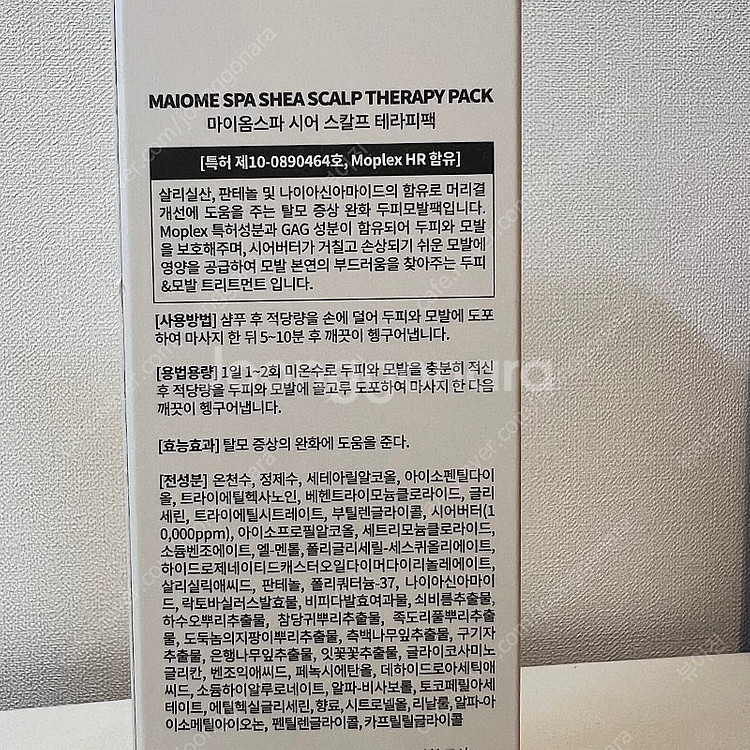 MAIOME SPA SHEA SCALP THERAPY PACK
마이옴스파 시어 스칼프 테라피팩
[특허 제10-0890464호, Moplex HR 함유]
살리실산, 판테놀 및 나이아신아마이드의 함유로 머리결
개선에 도움을 주는 탈모 증상 완화 두피모발팩입니다.
Moplex 특허성분과 GAG 성분이 함유되어 두피와 모발
을 보호해주며, 시어버터가 거칠고 손상되기 쉬운 모발에
영양을 공급하여 모발 본연의 부드러움을 찾아주는 두피
&모발 트리트먼트 입니다.
[사용방법] 샴푸 후 적당량을 손에 덜어 두피와 모발에 도포
하여 마사지 한 뒤 5~10분 후 깨끗이 헹구어냅니다.
[용법용량] 1일 1~2회 미온수로 두피와 모발을 충분히 적신
후 적당량을 두피와 모발에 골고루 도포하여 마사지 한 다음
깨끗이 헹구어냅니다.
[효능효과] 탈모 증상의 완화에 도움을 준다.
[전성분] 온천수, 정제수, 세테아릴알코올, 아이소펜틸다이
올, 트라이에틸헥사노인, 베헨트라이모늄클로라이드, 글리
세린, 트라이에틸시트레이트, 부틸렌글라이콜, 시어버터(1
0,000ppm), 아이소프로필알코올, 세트리모늄클로라이드,
소듐벤조에이트, 엘-멘톨, 폴리글리세릴-세스퀴올리에이트,
하이드로제네이티드캐스터오일다이머다이리놀레에이트,
살리실릭애씨드, 판테놀, 폴리쿼터늄-37, 나이아신아마이
드, 락토바실러스발효물, 비피다발효여과물, 쇠비름추출물,
하수오뿌리추출물, 참당귀뿌리추출물, 족도리풀뿌리추출
물, 도둑놈의지팡이뿌리추출물, 측백나무잎추출물, 구기자
추출물, 은행나무잎추출물, 잇꽃꽃추출물, 글라이코사미노
글리칸, 벤조익애씨드, 페녹시에탄올, 데하이드로아세틱애
씨드, 소듐하이알루로네이트, 알파-비사보롤, 토코페릴아세
테이트, 에틸헥실글리세린, 향료, 시트로넬올, 리날룰, 알파-아
이소메틸아이오논, 펜틸렌글라이콜, 카프릴릴글라이콜